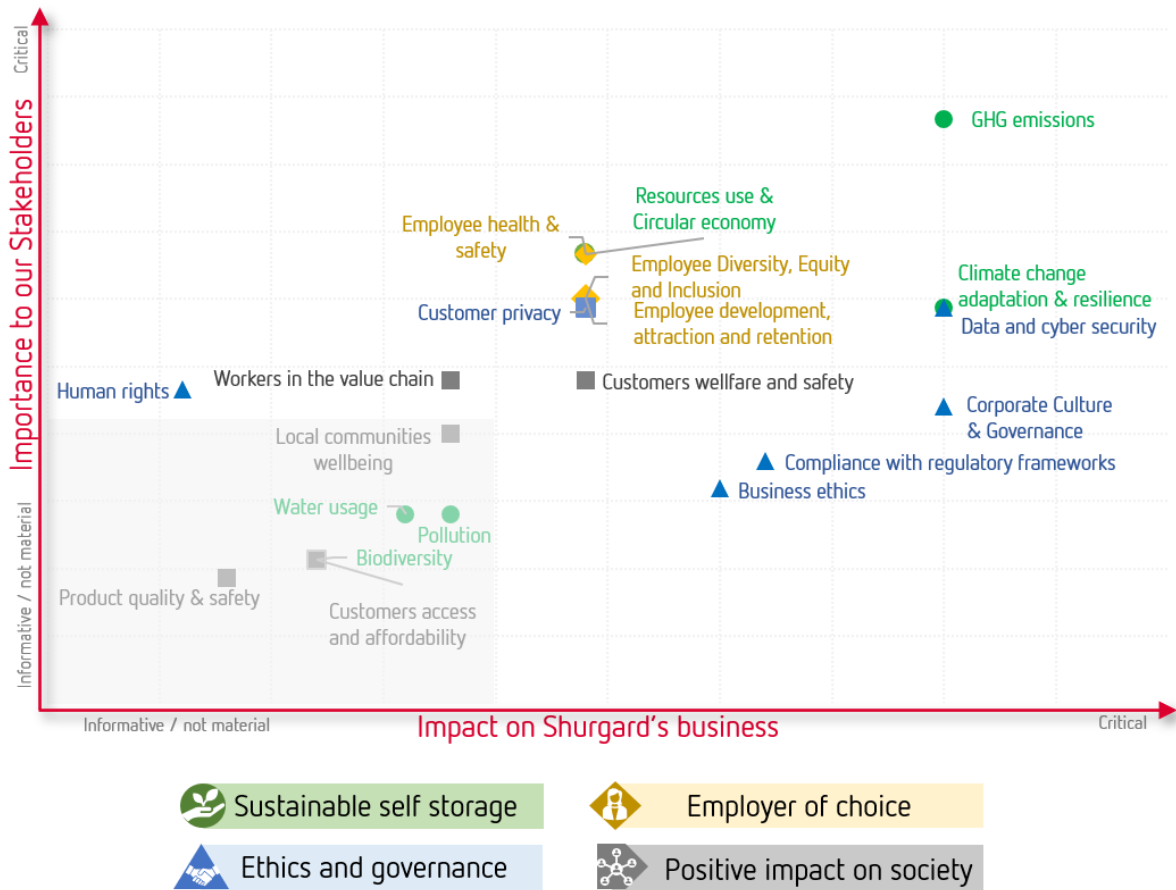 Critical
Importance to our Stakeholders
Informative / not material
GHG emissions
Resources use &
Circular economy
Employee health &
safety
Employee Diversity, Equity
and Inclusion
Climate change
adaptation & resilience
Customer privacy
Employee development,
attraction and retention
Data and cyber security
Workers in the value chain
Customers wellfare and safety
Human rights
Corporate Culture
& Governance
Local communities
wellbeing
Compliance with regulatory frameworks
Business ethics
Water usage
Pollution
Biodiversity
Product quality & safety
Customers access
and affordability
Informative / not material
Impact on Shurgard's business
Critical
Sustainable self storage
Employer of choice
Ethics and governance
Positive impact on society